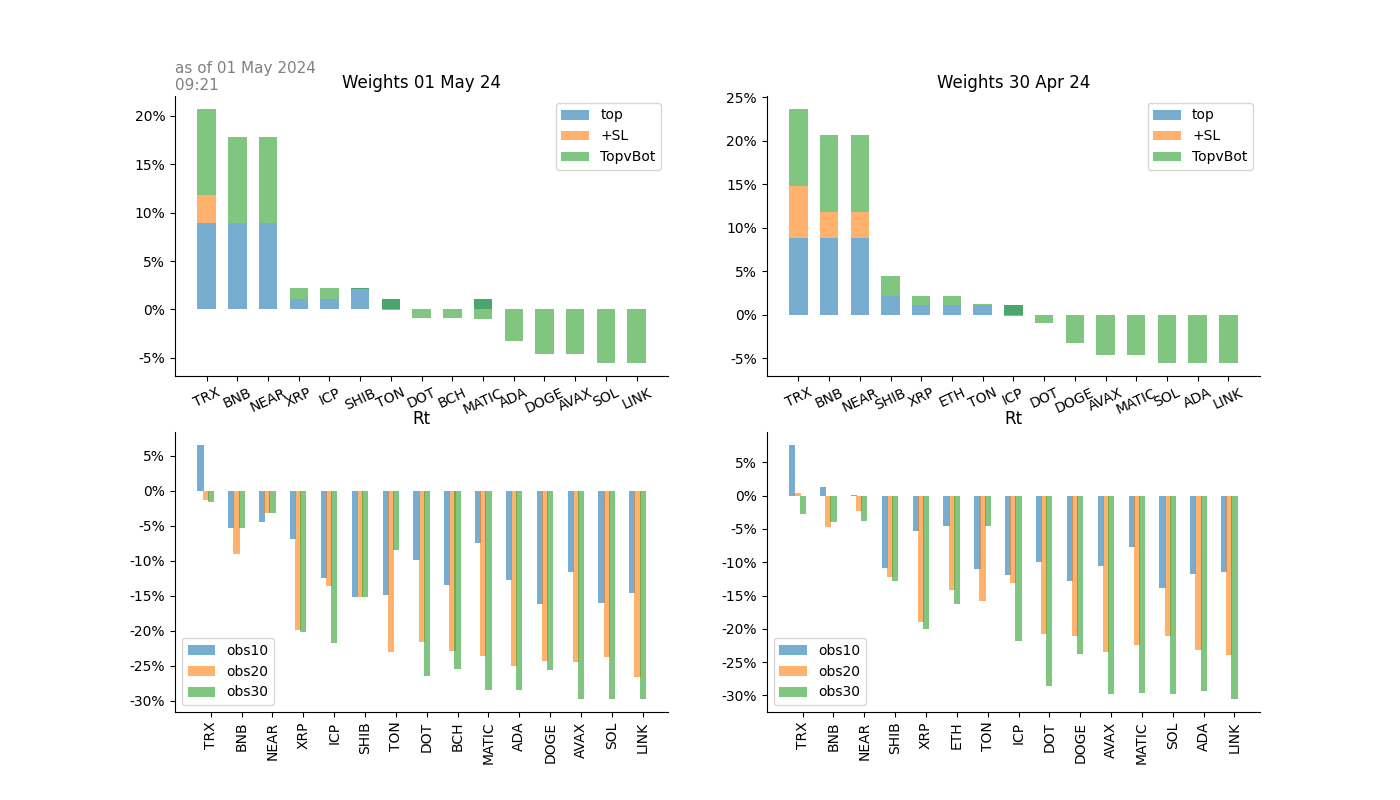 as of 01 May 2024
09:21
Weights 01 May 24
20%
15%
10%
5%
0%
-5%
top
+SL
TopvBot
TRX BNB NEAR XRP ICP SHIB TON DOT BCH MATIC ADA DOGE AVAX SOL LINK
Weights 30 Apr 24
25%
20%
15%
10%
5%
0%
-5%
top
+SL
TopvBot
TRX BNB NEAR SHIB XRP ETH TON ICP DOT DOGE AVAX MATIC SOL ADA LINK
Rt
5%
0%
-5%
-10%
-15%
-20%
-25%
-30%
obs10
obs20
obs30
TRX BNB NEAR XRP ICP SHIB TON DOT BCH MATIC ADA DOGE AVAX SOL LINK
Rt
5%
0%
-5%
-10%
-15%
-20%
-25%
-30%
obs10
obs20
obs30
TRX BNB NEAR SHIB XRP ETH TON ICP DOT DOGE AVAX MATIC SOL ADA LINK